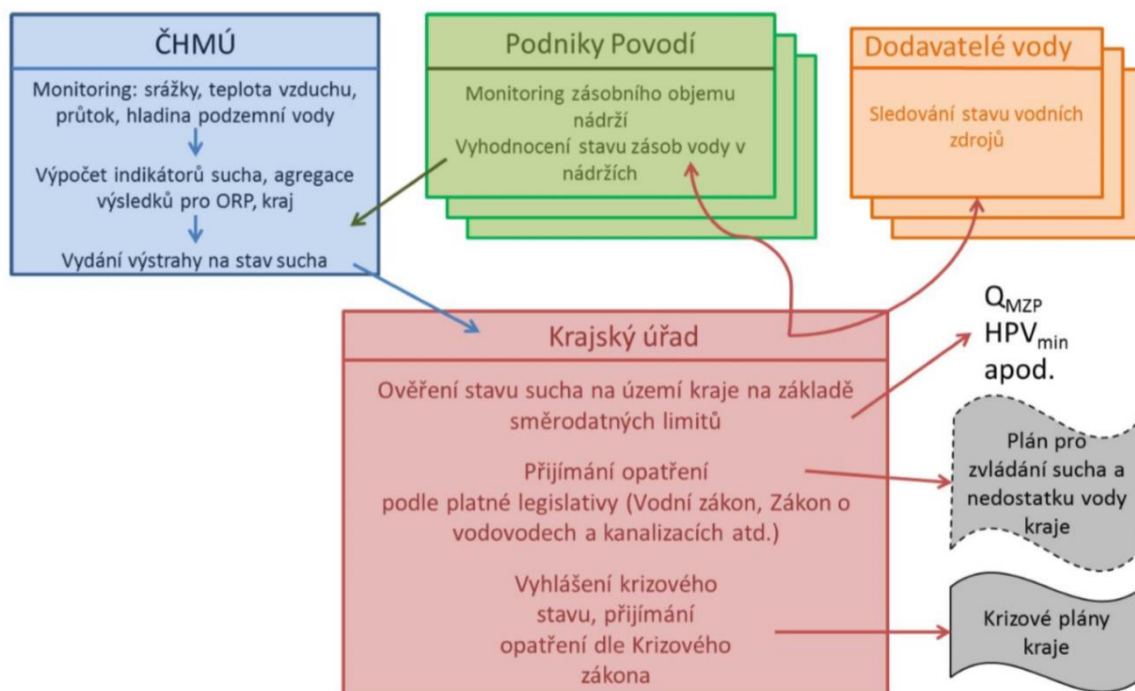 ČHMÚ
Monitoring: srážky, teplota vzduchu,
průtok, hladina podzemní vody
Výpočet indikátorů sucha, agregace
výsledků pro ORP, kraj
Vydání výstrahy na stav sucha
Podniky Povodí
Monitoring zásobního objemu
nádrží
Vyhodnocení stavu zásob vody v
nádržích
Dodavatelé vody
Sledování stavu vodních
zdrojů
Krajský úřad
Ověření stavu sucha na území kraje na základě
směrodatných limitů
Přijímání opatření
podle platné legislativy (Vodní zákon, Zákon o
vodovodech a kanalizacích atd.)
Vyhlášení krizového
stavu, přijímání
opatření dle Krizového
zákona
Q_MZP
HPV_min
apod.
Plán pro
zvládání sucha a
nedostatku vody
kraje
Krizové plány
kraje